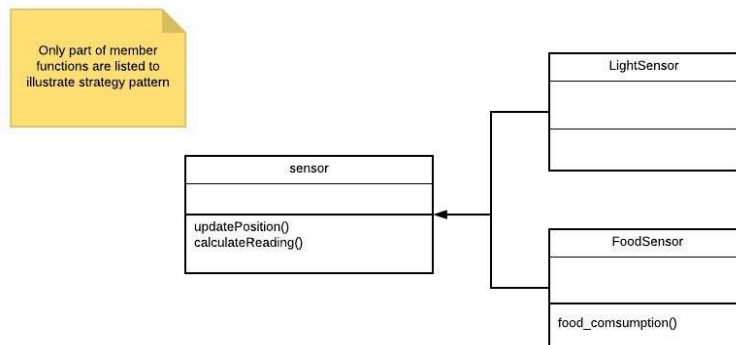 Only part of member
functions are listed to
illustrate strategy pattern
LightSensor
sensor
updatePosition()
calculateReading()
FoodSensor
food_comsumption()